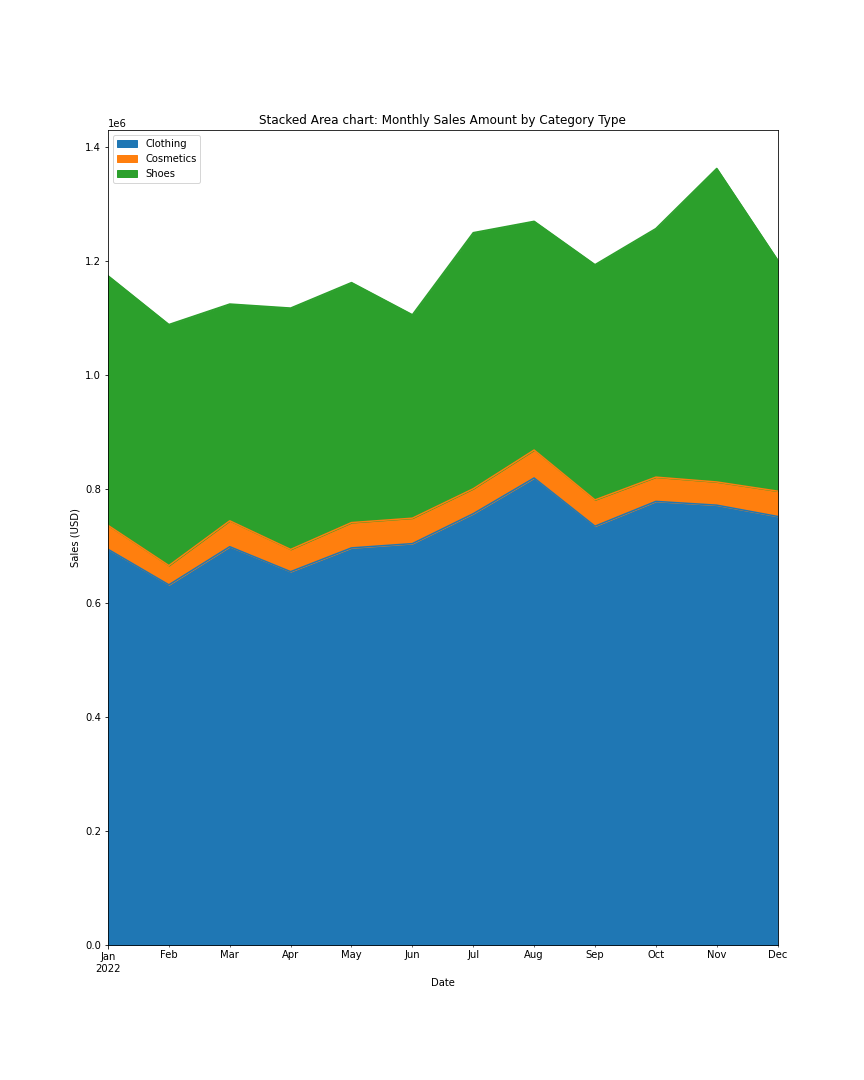 Stacked Area chart: Monthly Sales Amount by Category Type
1e6
Clothing
Cosmetics
Shoes
1.4
1.2
1.0
0.8
0.6
0.4
0.2
0.0
Sales (USD)
Jan Feb Mar Apr May Jun Jul Aug Sep Oct Nov Dec
2022
Date